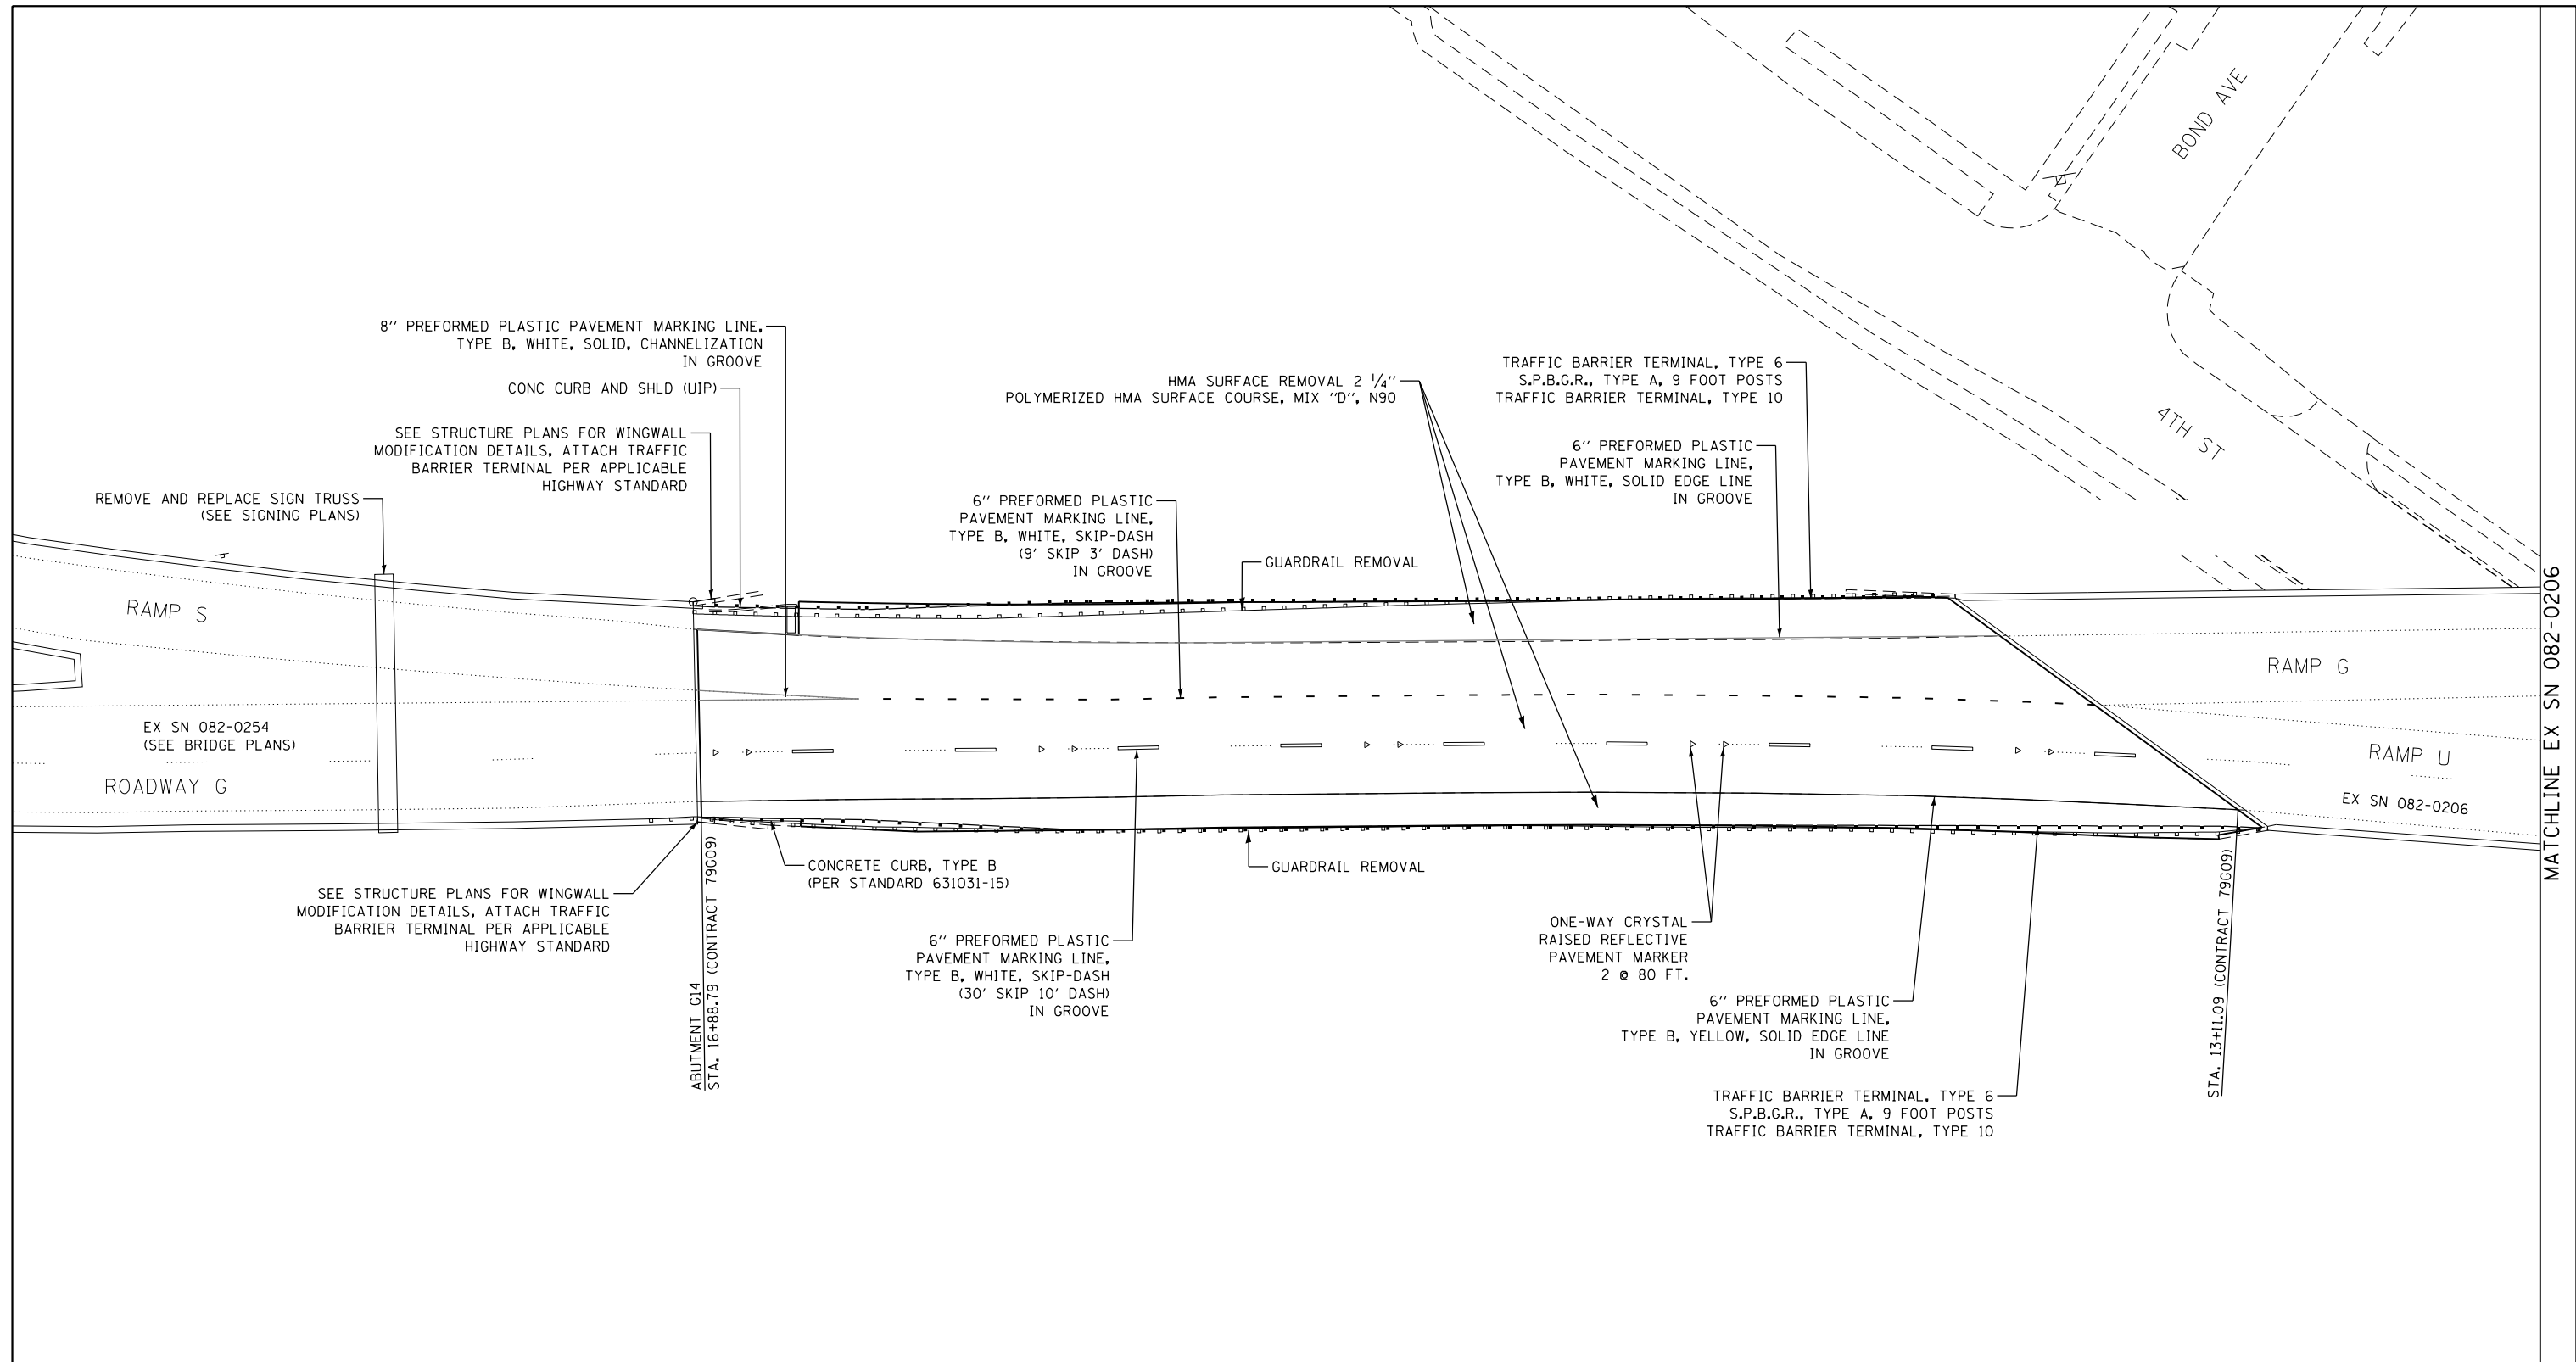 BOND AVE
4TH ST
8'' PREFORMED PLASTIC PAVEMENT MARKING LINE,
TYPE B, WHITE, SOLID, CHANNELIZATION
IN GROOVE
CONC CURB AND SHLD (UIP)
SEE STRUCTURE PLANS FOR WINGWALL
MODIFICATION DETAILS, ATTACH TRAFFIC
BARRIER TERMINAL PER APPLICABLE
HIGHWAY STANDARD
REMOVE AND REPLACE SIGN TRUSS
(SEE SIGNING PLANS)
HMA SURFACE REMOVAL 2 1/4''
POLYMERIZED HMA SURFACE COURSE, MIX "D", N90
TRAFFIC BARRIER TERMINAL, TYPE 6
S.P.B.G.R., TYPE A, 9 FOOT POSTS
TRAFFIC BARRIER TERMINAL, TYPE 10
6'' PREFORMED PLASTIC
PAVEMENT MARKING LINE,
TYPE B, WHITE, SOLID EDGE LINE
IN GROOVE
6'' PREFORMED PLASTIC
PAVEMENT MARKING LINE,
TYPE B, WHITE, SKIP-DASH
(9' SKIP 3' DASH)
IN GROOVE
GUARDRAIL REMOVAL
RAMP S
RAMP G
EX SN 082-0254
(SEE BRIDGE PLANS)
ROADWAY G
RAMP U
EX SN 082-0206
MATCHLINE EX SN 082-0206
CONCRETE CURB, TYPE B
(PER STANDARD 631031-15)
GUARDRAIL REMOVAL
SEE STRUCTURE PLANS FOR WINGWALL
MODIFICATION DETAILS, ATTACH TRAFFIC
BARRIER TERMINAL PER APPLICABLE
HIGHWAY STANDARD
ABUTMENT G14
STA. 16+88.79 (CONTRACT 79G09)
6'' PREFORMED PLASTIC
PAVEMENT MARKING LINE,
TYPE B, WHITE, SKIP-DASH
(30' SKIP 10' DASH)
IN GROOVE
ONE-WAY CRYSTAL
RAISED REFLECTIVE
PAVEMENT MARKER
2 @ 80 FT.
6'' PREFORMED PLASTIC
PAVEMENT MARKING LINE,
TYPE B, YELLOW, SOLID EDGE LINE
IN GROOVE
STA. 13+11.09 (CONTRACT 79G09)
TRAFFIC BARRIER TERMINAL, TYPE 6
S.P.B.G.R., TYPE A, 9 FOOT POSTS
TRAFFIC BARRIER TERMINAL, TYPE 10